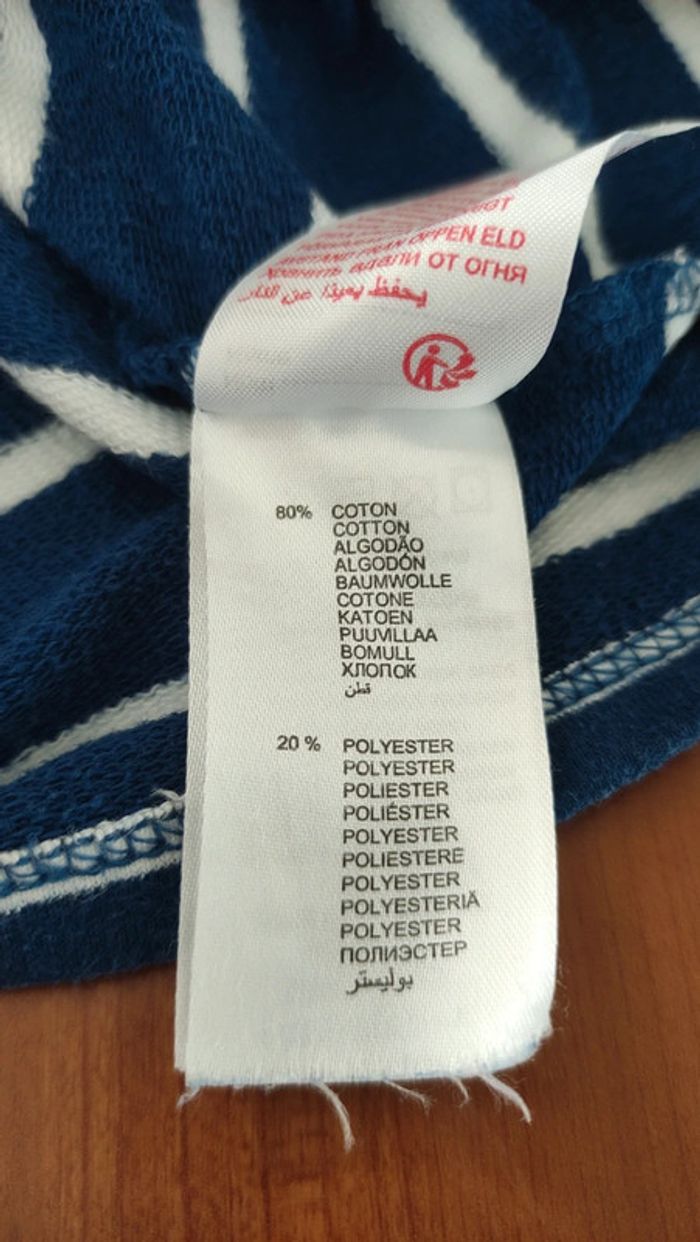 OPPEN ELD
ХРАНИТЬ ВДАЛИ ОТ ОГНЯ
يحفظ بعيدا عن النار
80% COTON
COTTON
ALGODÃO
ALGODÓN
BAUMWOLLE
COTONE
KATOEN
PUUVILLAA
BOMULL
ХЛОПОК
قطن
20 % POLYESTER
POLYESTER
POLIESTER
POLIÉSTER
POLYESTER
POLIESTERE
POLYESTER
POLYESTERIÄ
POLYESTER
ПОЛИЭСТЕР
بوليستر